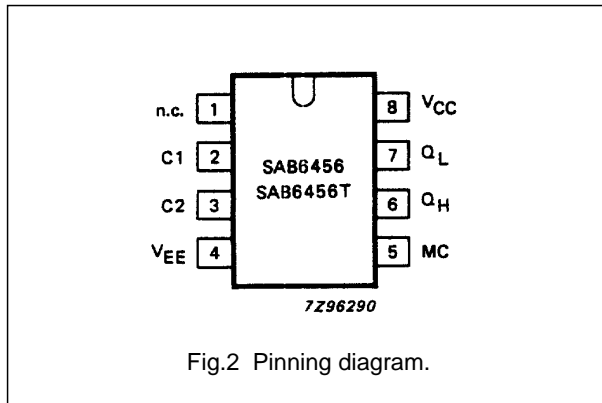 n.c. 1 8 VCC
C1 2 7 QL
SAB6456
SAB6456T
C2 3 6 QH
VEE 4 5 MC
7Z96290
Fig.2 Pinning diagram.